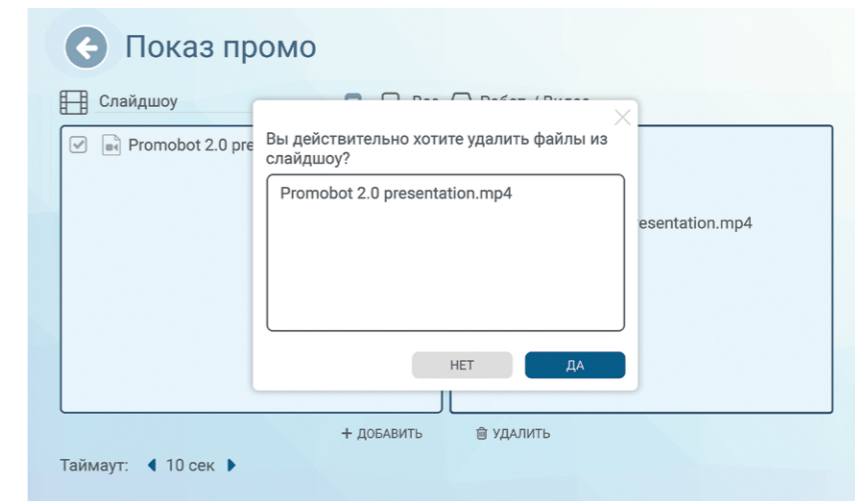 Показ промо
Слайдшоу
Вы действительно хотите удалить файлы из
слайдшоу?
Promobot 2.0 pre
Promobot 2.0 presentation.mp4
esentation.mp4
НЕТ
ДА
+ ДОБАВИТЬ
УДАЛИТЬ
Таймаут: 10 сек